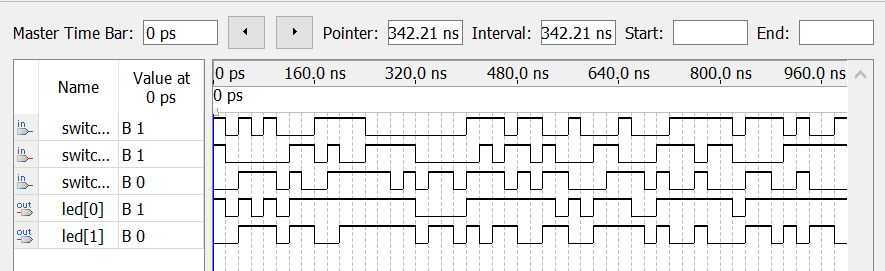 Master Time Bar: 0 ps Pointer: 342.21 ns Interval: 342.21 ns Start: End:
Name Value at 0 ps 0 ps 160.0 ns 320.0 ns 480.0 ns 640.0 ns 800.0 ns 960.0 ns
0 ps
in switc... B 1
in switc... B 1
in switc... B 0
out led[0] B 1
out led[1] B 0